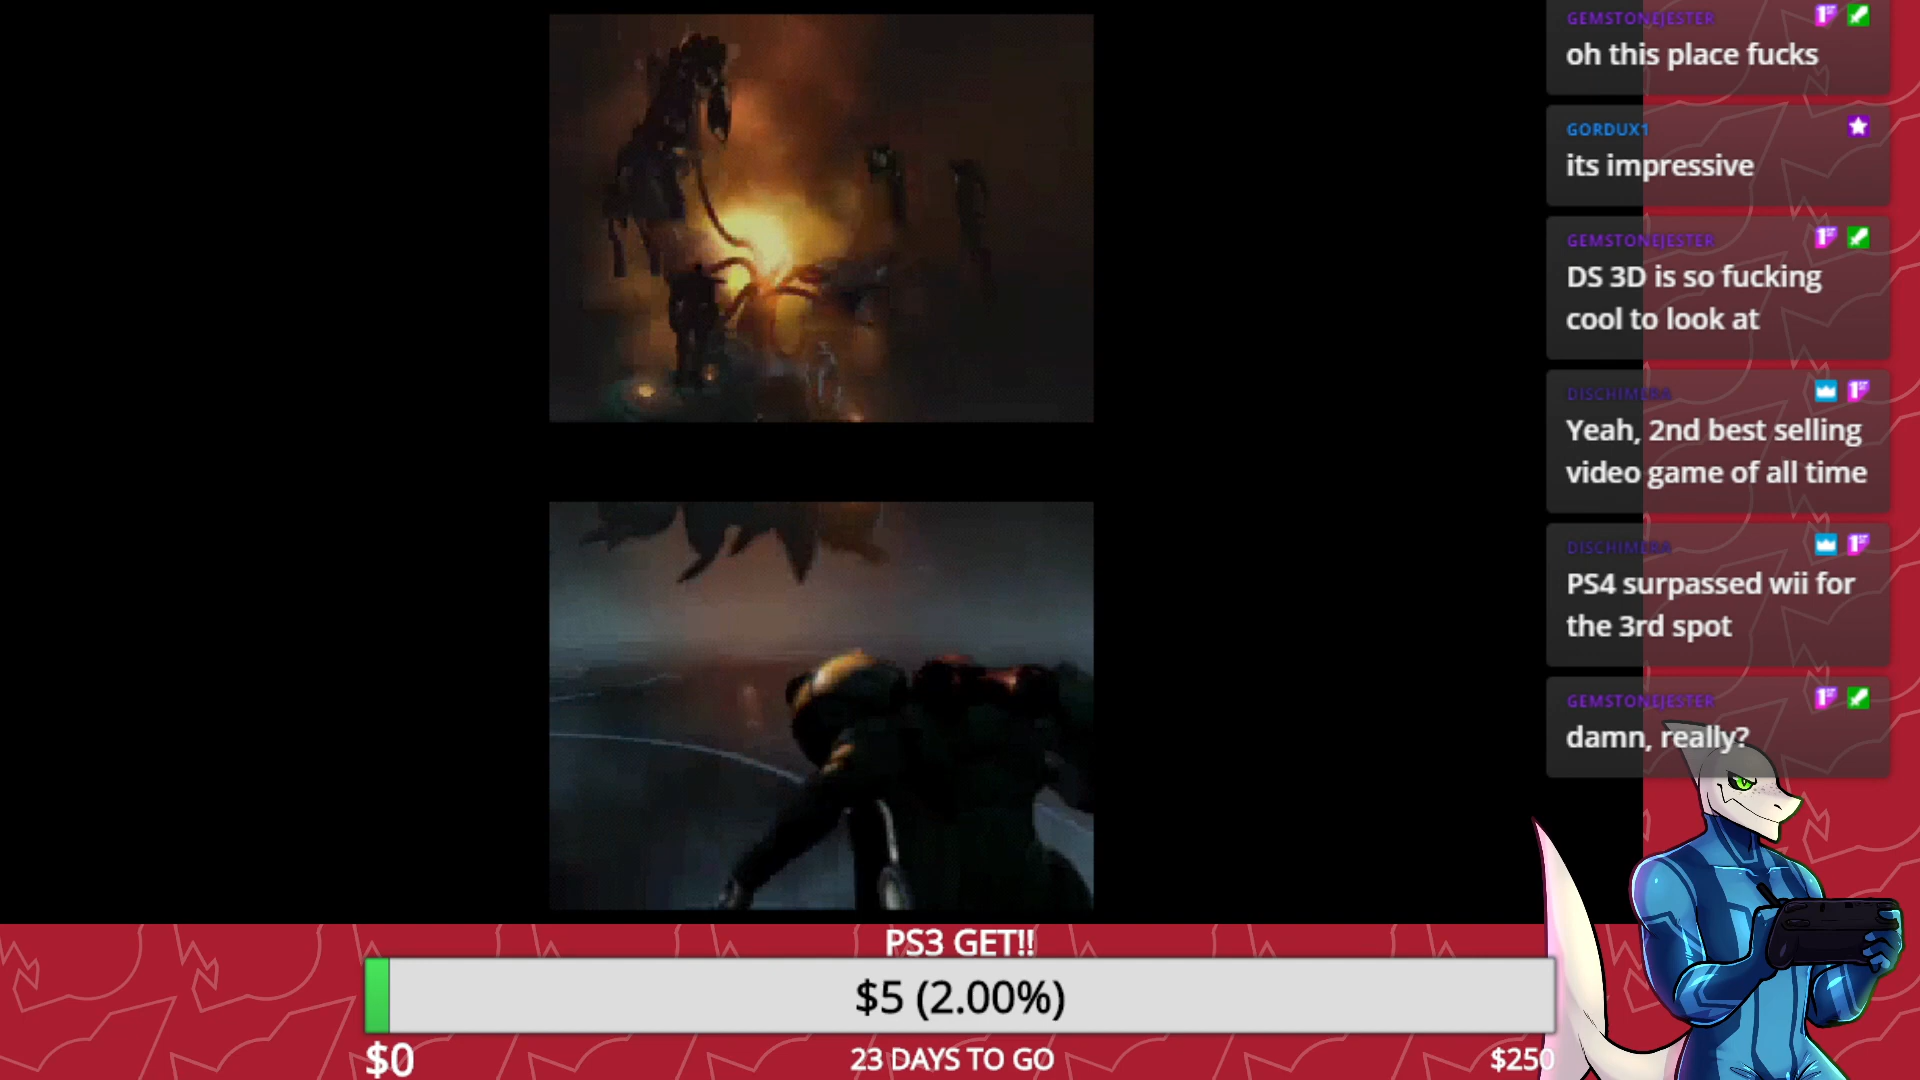 GEMSTONEJESTER
oh this place fucks
GORDUX1
its impressive
GEMSTONEJESTER
DS 3D is so fucking
cool to look at
DISCHIMERA
Yeah, 2nd best selling
video game of all time
DISCHIMERA
PS4 surpassed wii for
the 3rd spot
GEMSTONEJESTER
damn, really?
PS3 GET!!
$5 (2.00%)
$0
23 DAYS TO GO
$250